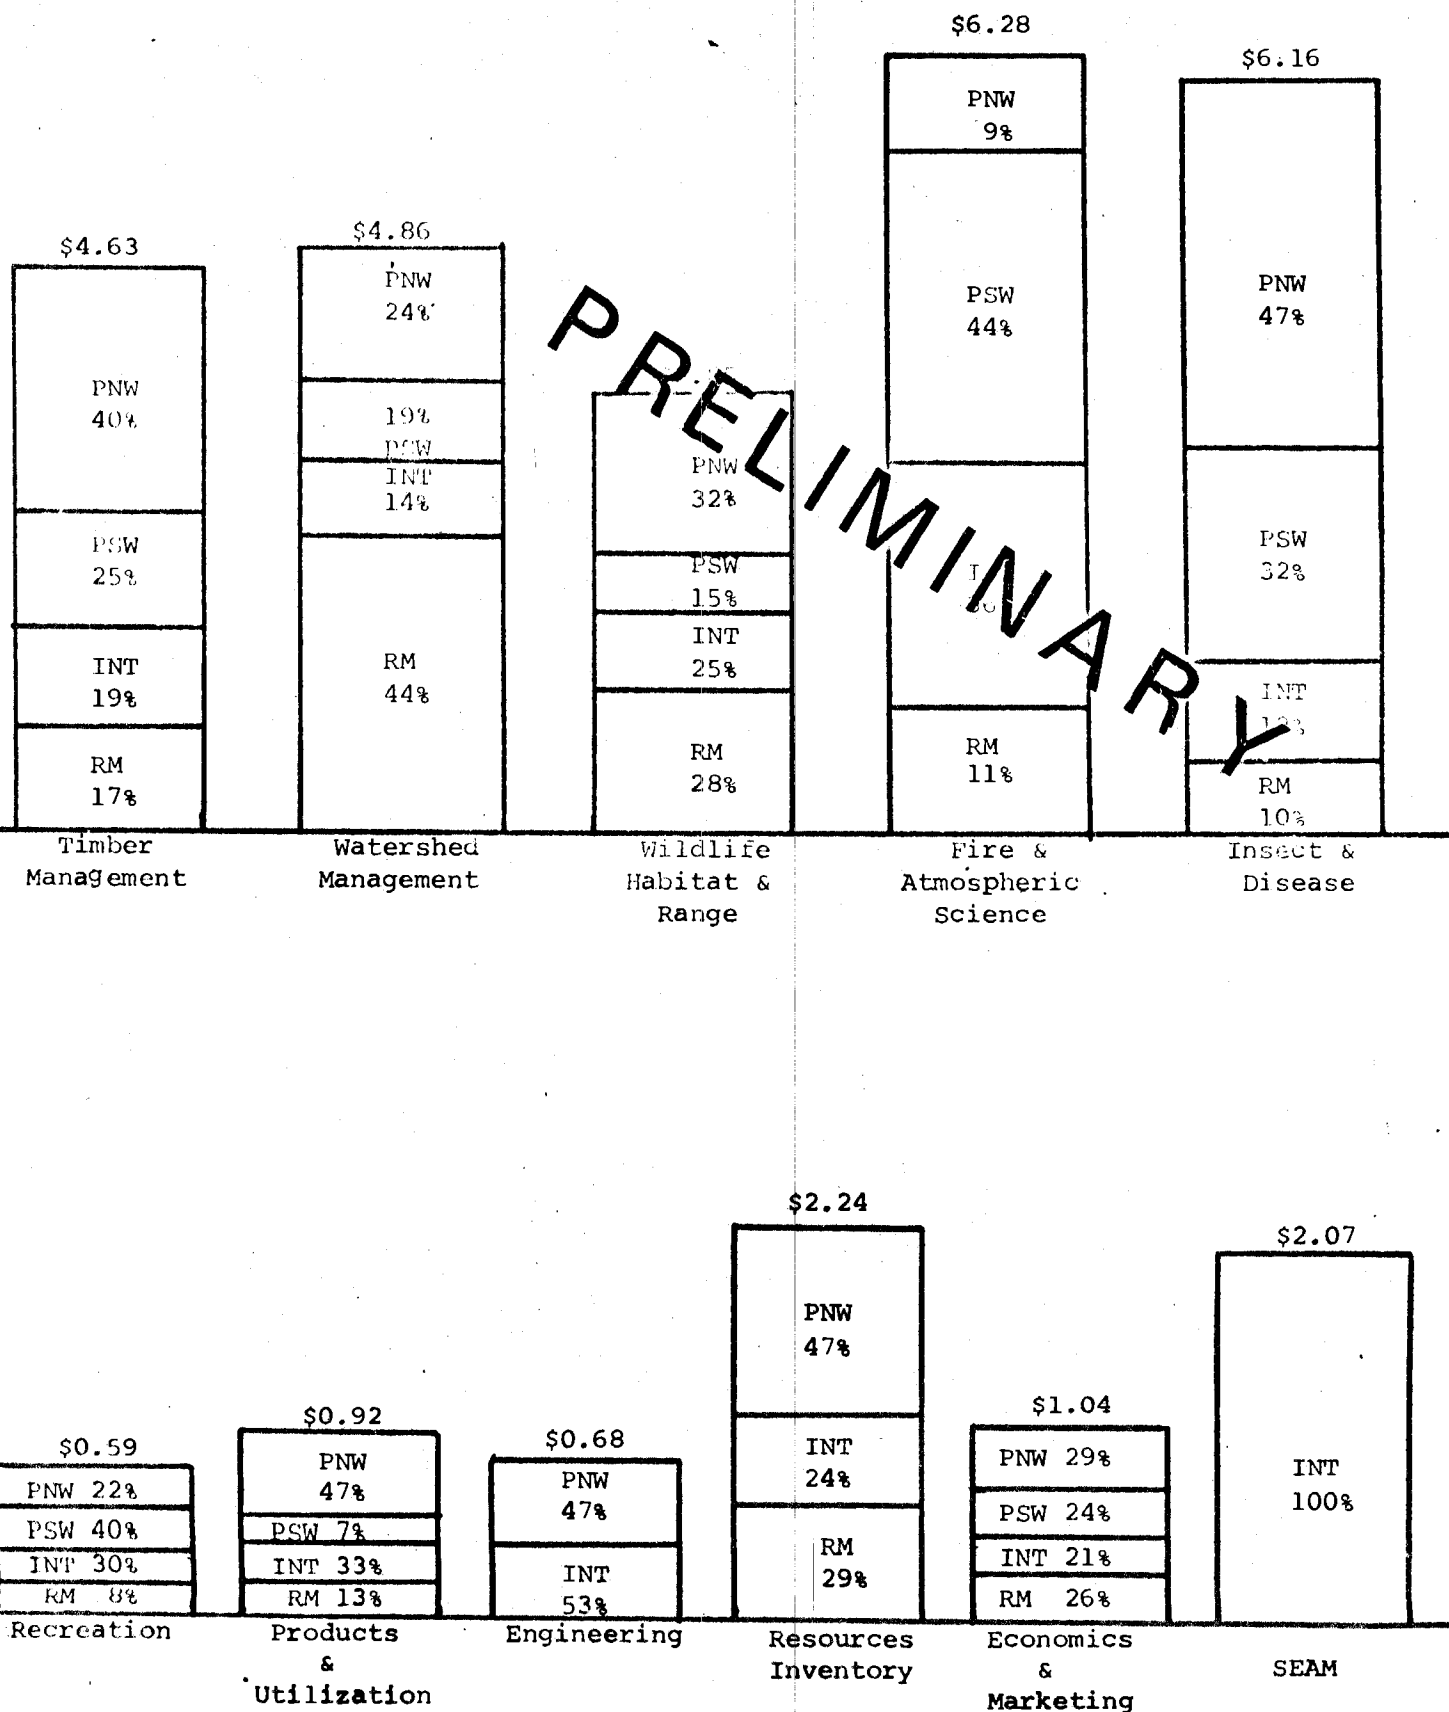 $6.28
$6.16
$4.63
$4.86
PNW
40%
PSW
25%
INT
19%
RM
17%
Timber
Management
PNW
24%
19%
PSW
INT
14%
RM
44%
Watershed
Management
PNW
32%
PSW
15%
INT
25%
RM
28%
Wildlife
Habitat &
Range
PNW
9%
PSW
44%
RM
11%
Fire &
Atmospheric
Science
PNW
47%
PSW
32%
INT
RM
10%
Insect &
Disease
PRELIMINARY
$0.59
PNW 22%
PSW 40%
INT 30%
RM 8%
Recreation
$0.92
PNW
47%
PSW 7%
INT 33%
RM 13%
Products
&
Utilization
$0.68
PNW
47%
INT
53%
Engineering
$2.24
PNW
47%
INT
24%
RM
29%
Resources
Inventory
$1.04
PNW 29%
PSW 24%
INT 21%
RM 26%
Economics
&
Marketing
$2.07
INT
100%
SEAM